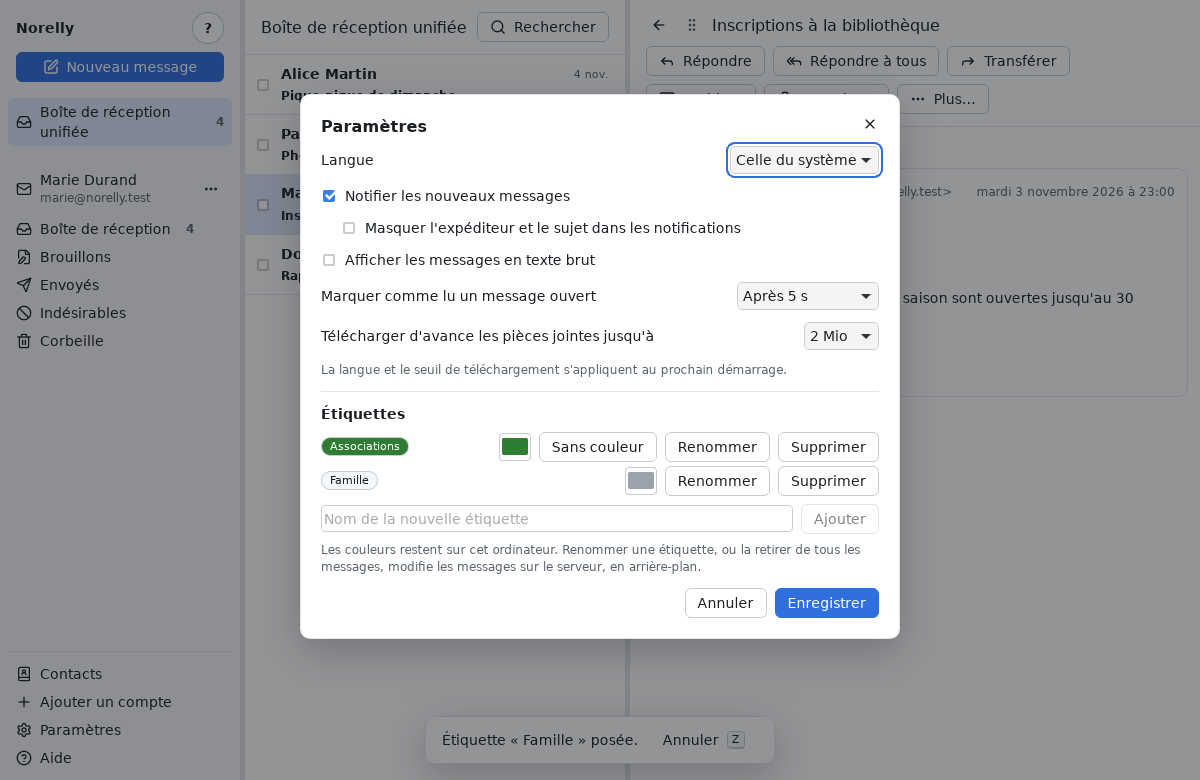 Norelly
?
Nouveau message
Boîte de réception unifiée
4
Marie Durand
marie@norelly.test
Boîte de réception
4
Brouillons
Envoyés
Indésirables
Corbeille
Contacts
Ajouter un compte
Paramètres
Aide
Boîte de réception unifiée
Rechercher
Alice Martin
4 nov.
Pique-nique de dimanche
Inscriptions à la bibliothèque
Répondre
Répondre à tous
Transférer
Plus…
mardi 3 novembre 2026 à 23:00
saison sont ouvertes jusqu'au 30
Paramètres
Langue
Celle du système
Notifier les nouveaux messages
Masquer l'expéditeur et le sujet dans les notifications
Afficher les messages en texte brut
Marquer comme lu un message ouvert
Après 5 s
Télécharger d'avance les pièces jointes jusqu'à
2 Mio
La langue et le seuil de téléchargement s'appliquent au prochain démarrage.
Étiquettes
Associations
Sans couleur
Renommer
Supprimer
Famille
Renommer
Supprimer
Nom de la nouvelle étiquette
Ajouter
Les couleurs restent sur cet ordinateur. Renommer une étiquette, ou la retirer de tous les
messages, modifie les messages sur le serveur, en arrière-plan.
Annuler
Enregistrer
Étiquette « Famille » posée.
Annuler
Z